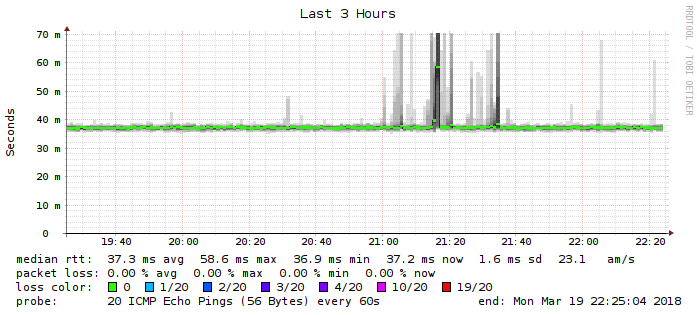 Last 3 Hours
RRDTOOL / TOBI OETIKER
Seconds
70 m
60 m
50 m
40 m
30 m
20 m
10 m
0
19:40 20:00 20:20 20:40 21:00 21:20 21:40 22:00 22:20
median rtt: 37.3 ms avg 58.6 ms max 36.9 ms min 37.2 ms now 1.6 ms sd 23.1 am/s
packet loss: 0.00 % avg 0.00 % max 0.00 % min 0.00 % now
loss color: 0 1/20 2/20 3/20 4/20 10/20 19/20
probe: 20 ICMP Echo Pings (56 Bytes) every 60s end: Mon Mar 19 22:25:04 2018